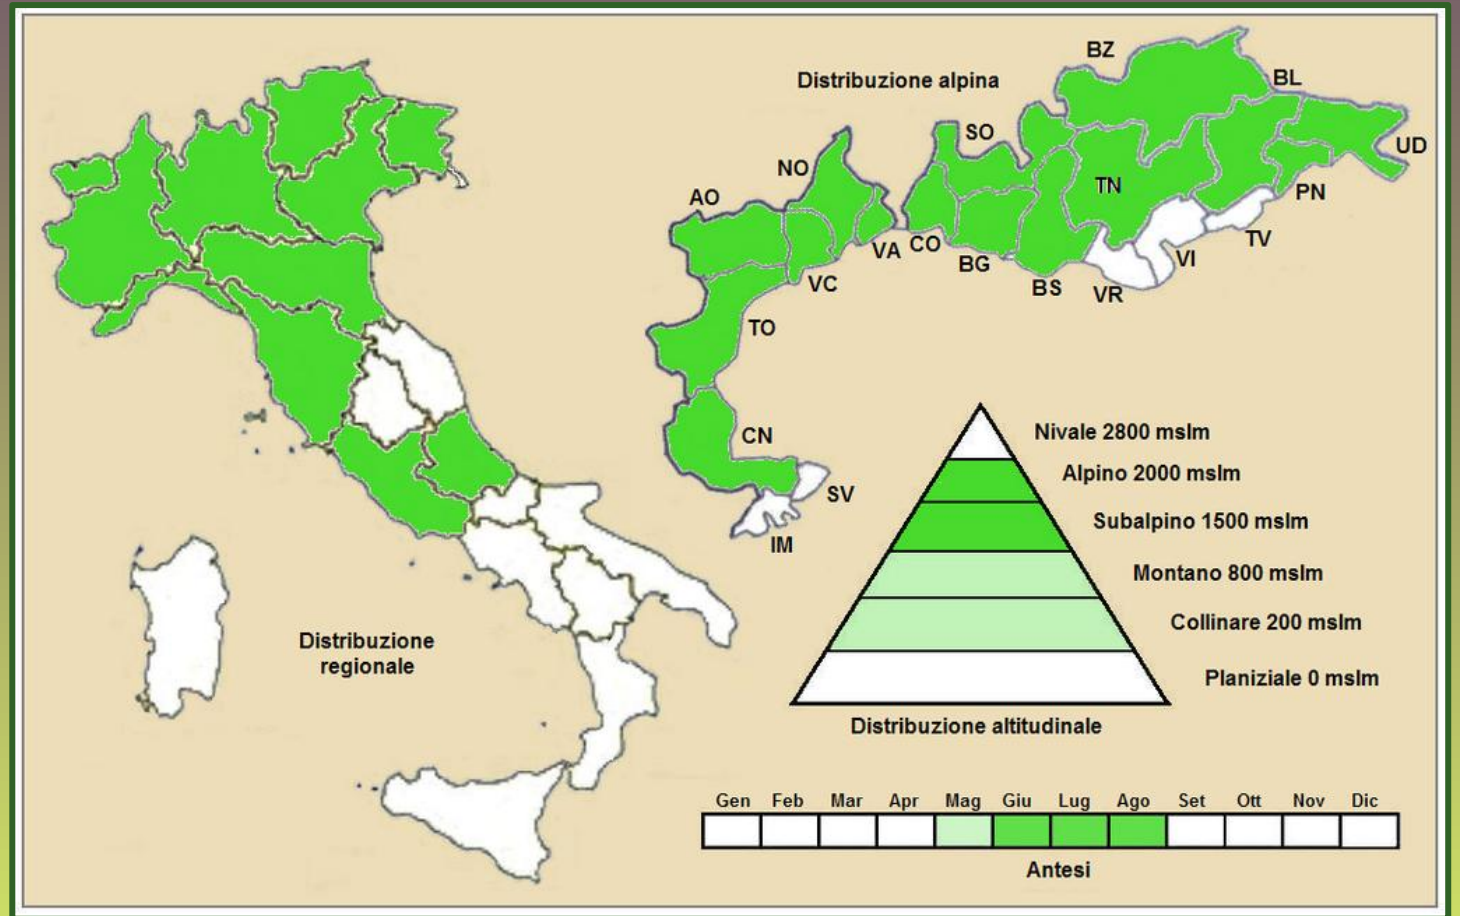 Distribuzione alpina
BZ
BL
SO
UD
NO
TN
PN
AO
TV
VA
CO
VI
BG
VC
BS
VR
TO
CN
SV
IM
Nivale 2800 mslm
Alpino 2000 mslm
Subalpino 1500 mslm
Montano 800 mslm
Collinare 200 mslm
Planiziale 0 mslm
Distribuzione altitudinale
Distribuzione
regionale
Gen Feb Mar Apr Mag Giu Lug Ago Set Ott Nov Dic
Antesi